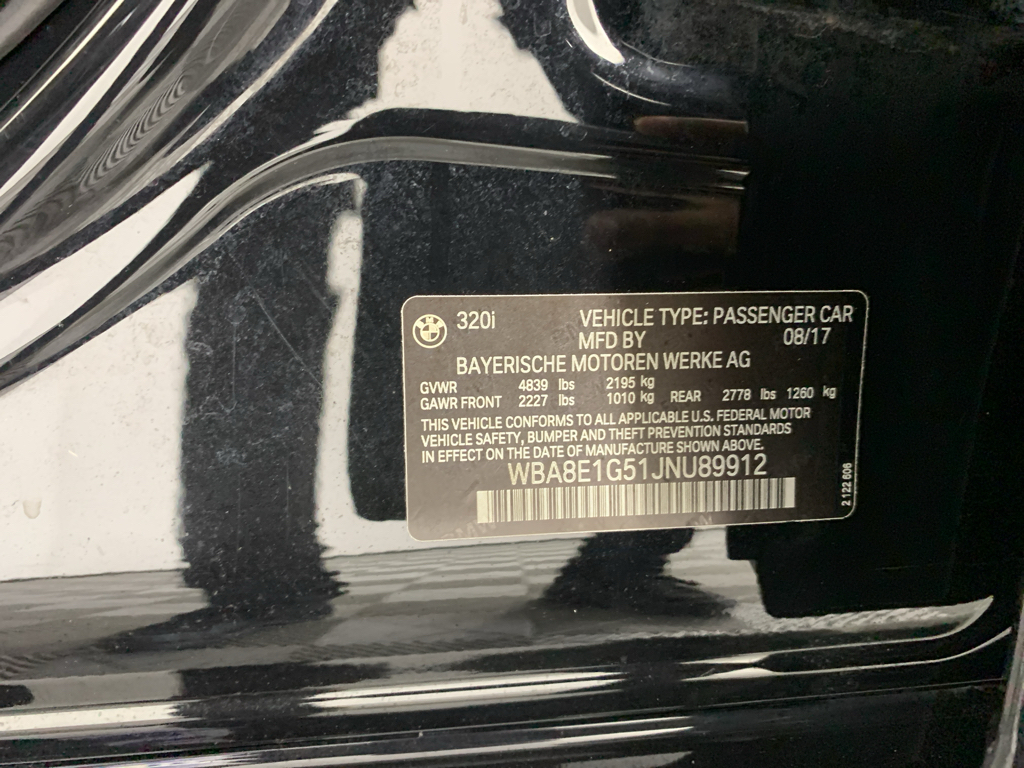 320i VEHICLE TYPE: PASSENGER CAR
MFD BY 08/17
BAYERISCHE MOTOREN WERKE AG
GVWR 4839 lbs 2195 kg
GAWR FRONT 2227 lbs 1010 kg REAR 2778 lbs 1260 kg
THIS VEHICLE CONFORMS TO ALL APPLICABLE U.S. FEDERAL MOTOR
VEHICLE SAFETY, BUMPER AND THEFT PREVENTION STANDARDS
IN EFFECT ON THE DATE OF MANUFACTURE SHOWN ABOVE.
WBA8E1G51JNU89912
2 122 606